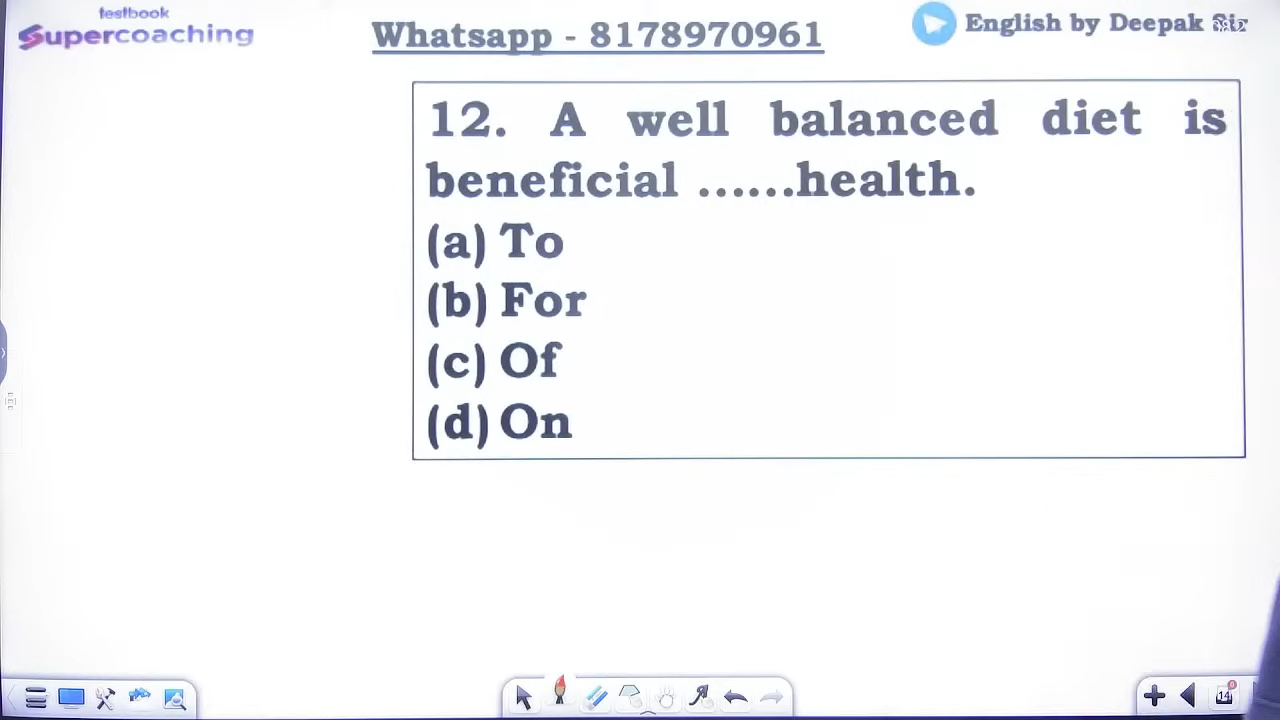 testbook
Supercoaching
Whatsapp - 8178970961
English by Deepak Sir
12. A well balanced diet is
beneficial ......health.
(a) To
(b) For
(c) Of
(d) On
14